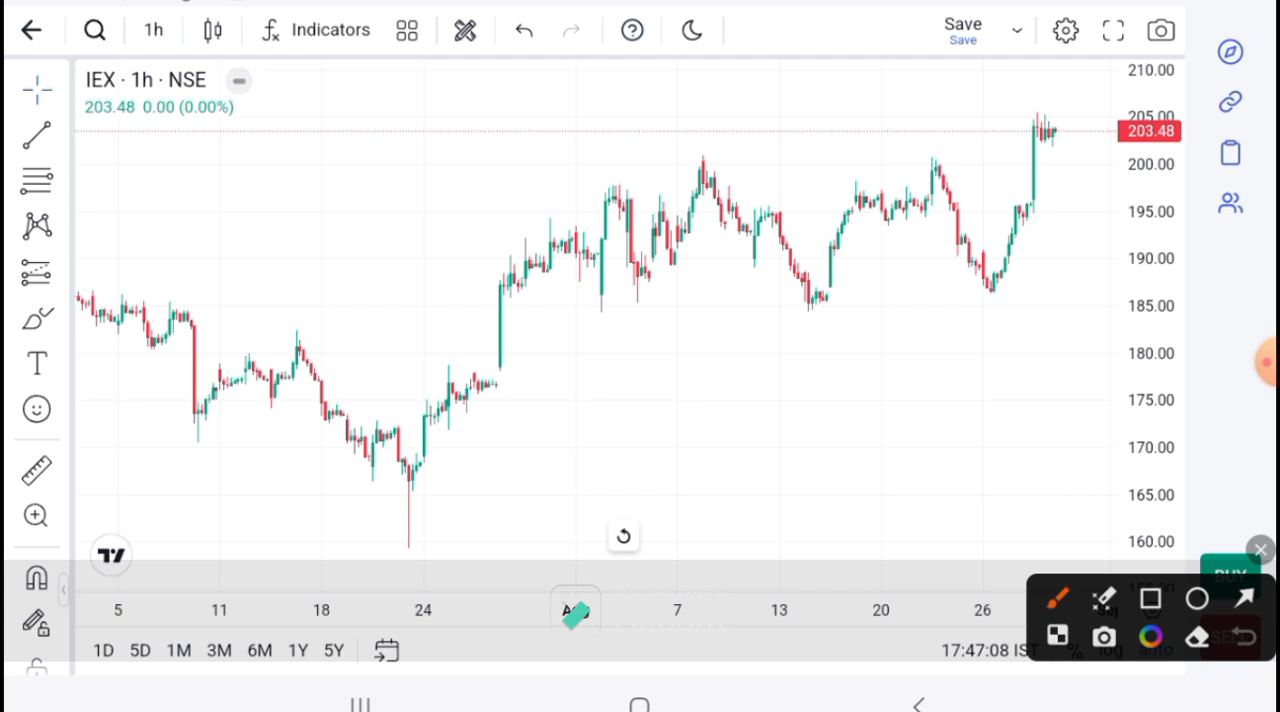 1h
Indicators
Save
Save
IEX · 1h · NSE
203.48 0.00 (0.00%)
210.00
205.00
203.48
200.00
195.00
190.00
185.00
180.00
175.00
170.00
165.00
160.00
BUY
5 11 18 24 Aug 7 13 20 26
1D 5D 1M 3M 6M 1Y 5Y
17:47:08 IST % log auto